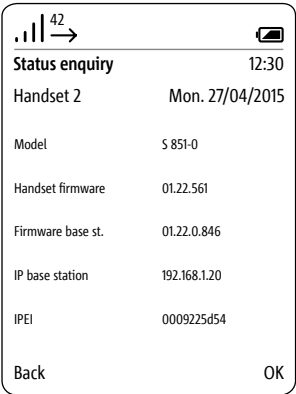 42
Status enquiry 12:30
Handset 2 Mon. 27/04/2015
Model S 851-0
Handset firmware 01.22.561
Firmware base st. 01.22.0.846
IP base station 192.168.1.20
IPEI 0009225d54
Back OK